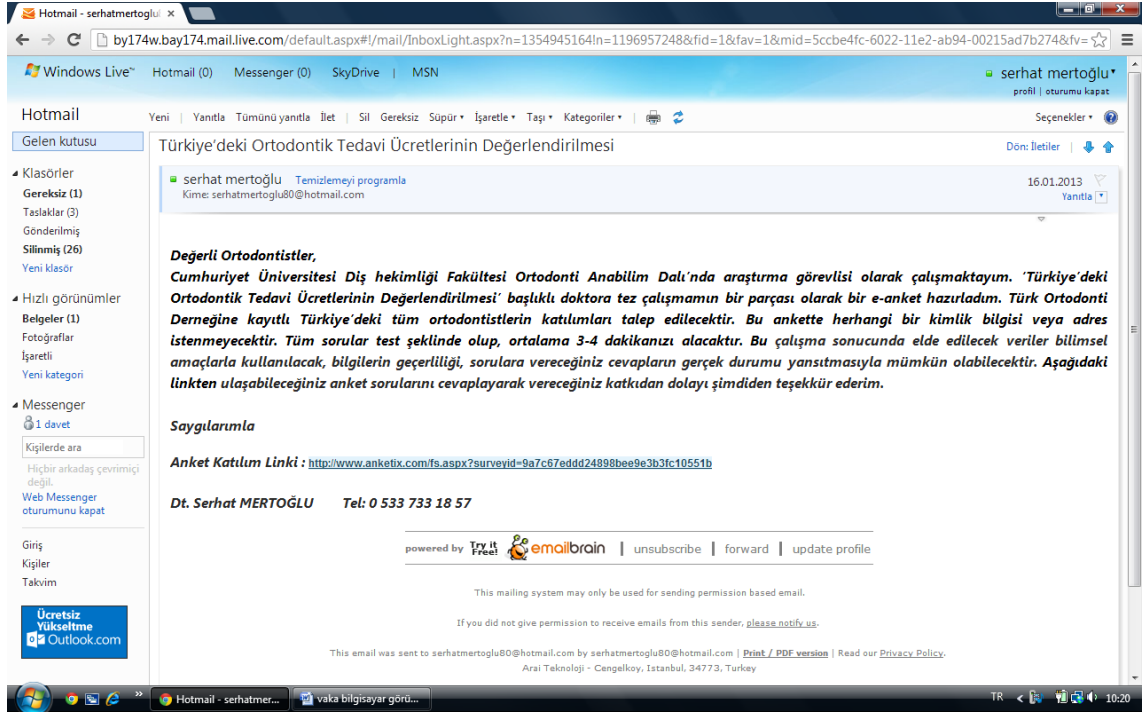 Hotmail - serhatmertoglu
by174w.bay174.mail.live.com/default.aspx#!/mail/InboxLight.aspx?n=1354945164!n=1196957248&fid=1&fav=1&mid=5ccbe4fc-6022-11e2-ab94-00215ad7b274&fv=
Windows Live™ Hotmail (0) Messenger (0) SkyDrive | MSN
serhat mertoğlu
profil | oturumu kapat
Hotmail
Yeni | Yanıtla Tümünü yanıtla İlet | Sil Gereksiz Süpür İşaretle Taşı Kategoriler |
Seçenekler
Gelen kutusu
Klasörler
Gereksiz (1)
Taslaklar (3)
Gönderilmiş
Silinmiş (26)
Yeni klasör
Hızlı görünümler
Belgeler (1)
Fotoğraflar
İşaretli
Yeni kategori
Messenger
1 davet
Kişilerde ara
Hiçbir arkadaş çevrimiçi
değil.
Web Messenger
oturumunu kapat
Giriş
Kişiler
Takvim
Ücretsiz
Yükseltme
Outlook.com
Türkiye'deki Ortodontik Tedavi Ücretlerinin Değerlendirilmesi
Dön: İletiler |
serhat mertoğlu Temizlemeyi programla
Kime: serhatmertoglu80@hotmail.com
16.01.2013
Yanıtla
Değerli Ortodontistler,
Cumhuriyet Üniversitesi Diş hekimliği Fakültesi Ortodonti Anabilim Dalı'nda araştırma görevlisi olarak çalışmaktayım. 'Türkiye'deki
Ortodontik Tedavi Ücretlerinin Değerlendirilmesi' başlıklı doktora tez çalışmamın bir parçası olarak bir e-anket hazırladım. Türk Ortodonti
Derneğine kayıtlı Türkiye'deki tüm ortodontistlerin katılımları talep edilecektir. Bu ankette herhangi bir kimlik bilgisi veya adres
istenmeyecektir. Tüm sorular test şeklinde olup, ortalama 3-4 dakikanızı alacaktır. Bu çalışma sonucunda elde edilecek veriler bilimsel
amaçlarla kullanılacak, bilgilerin geçerliliği, sorulara vereceğiniz cevapların gerçek durumu yansıtmasıyla mümkün olabilecektir. Aşağıdaki
linkten ulaşabileceğiniz anket sorularını cevaplayarak vereceğiniz katkıdan dolayı şimdiden teşekkür ederim.
Saygılarımla
Anket Katılım Linki : http://www.anketix.com/fs.aspx?surveyid=9a7c67eddd24898bee9e3b3fc10551b
Dt. Serhat MERTOĞLU Tel: 0 533 733 18 57
powered by Try it Free! emailbrain | unsubscribe | forward | update profile
This mailing system may only be used for sending permission based email.
If you did not give permission to receive emails from this sender, please notify us.
This email was sent to serhatmertoglu80@hotmail.com by serhatmertoglu80@hotmail.com | Print / PDF version | Read our Privacy Policy.
Arai Teknoloji - Cengelkoy, Istanbul, 34773, Turkey
Hotmail - serhatmer... vaka bilgisayar görü... TR 10:20